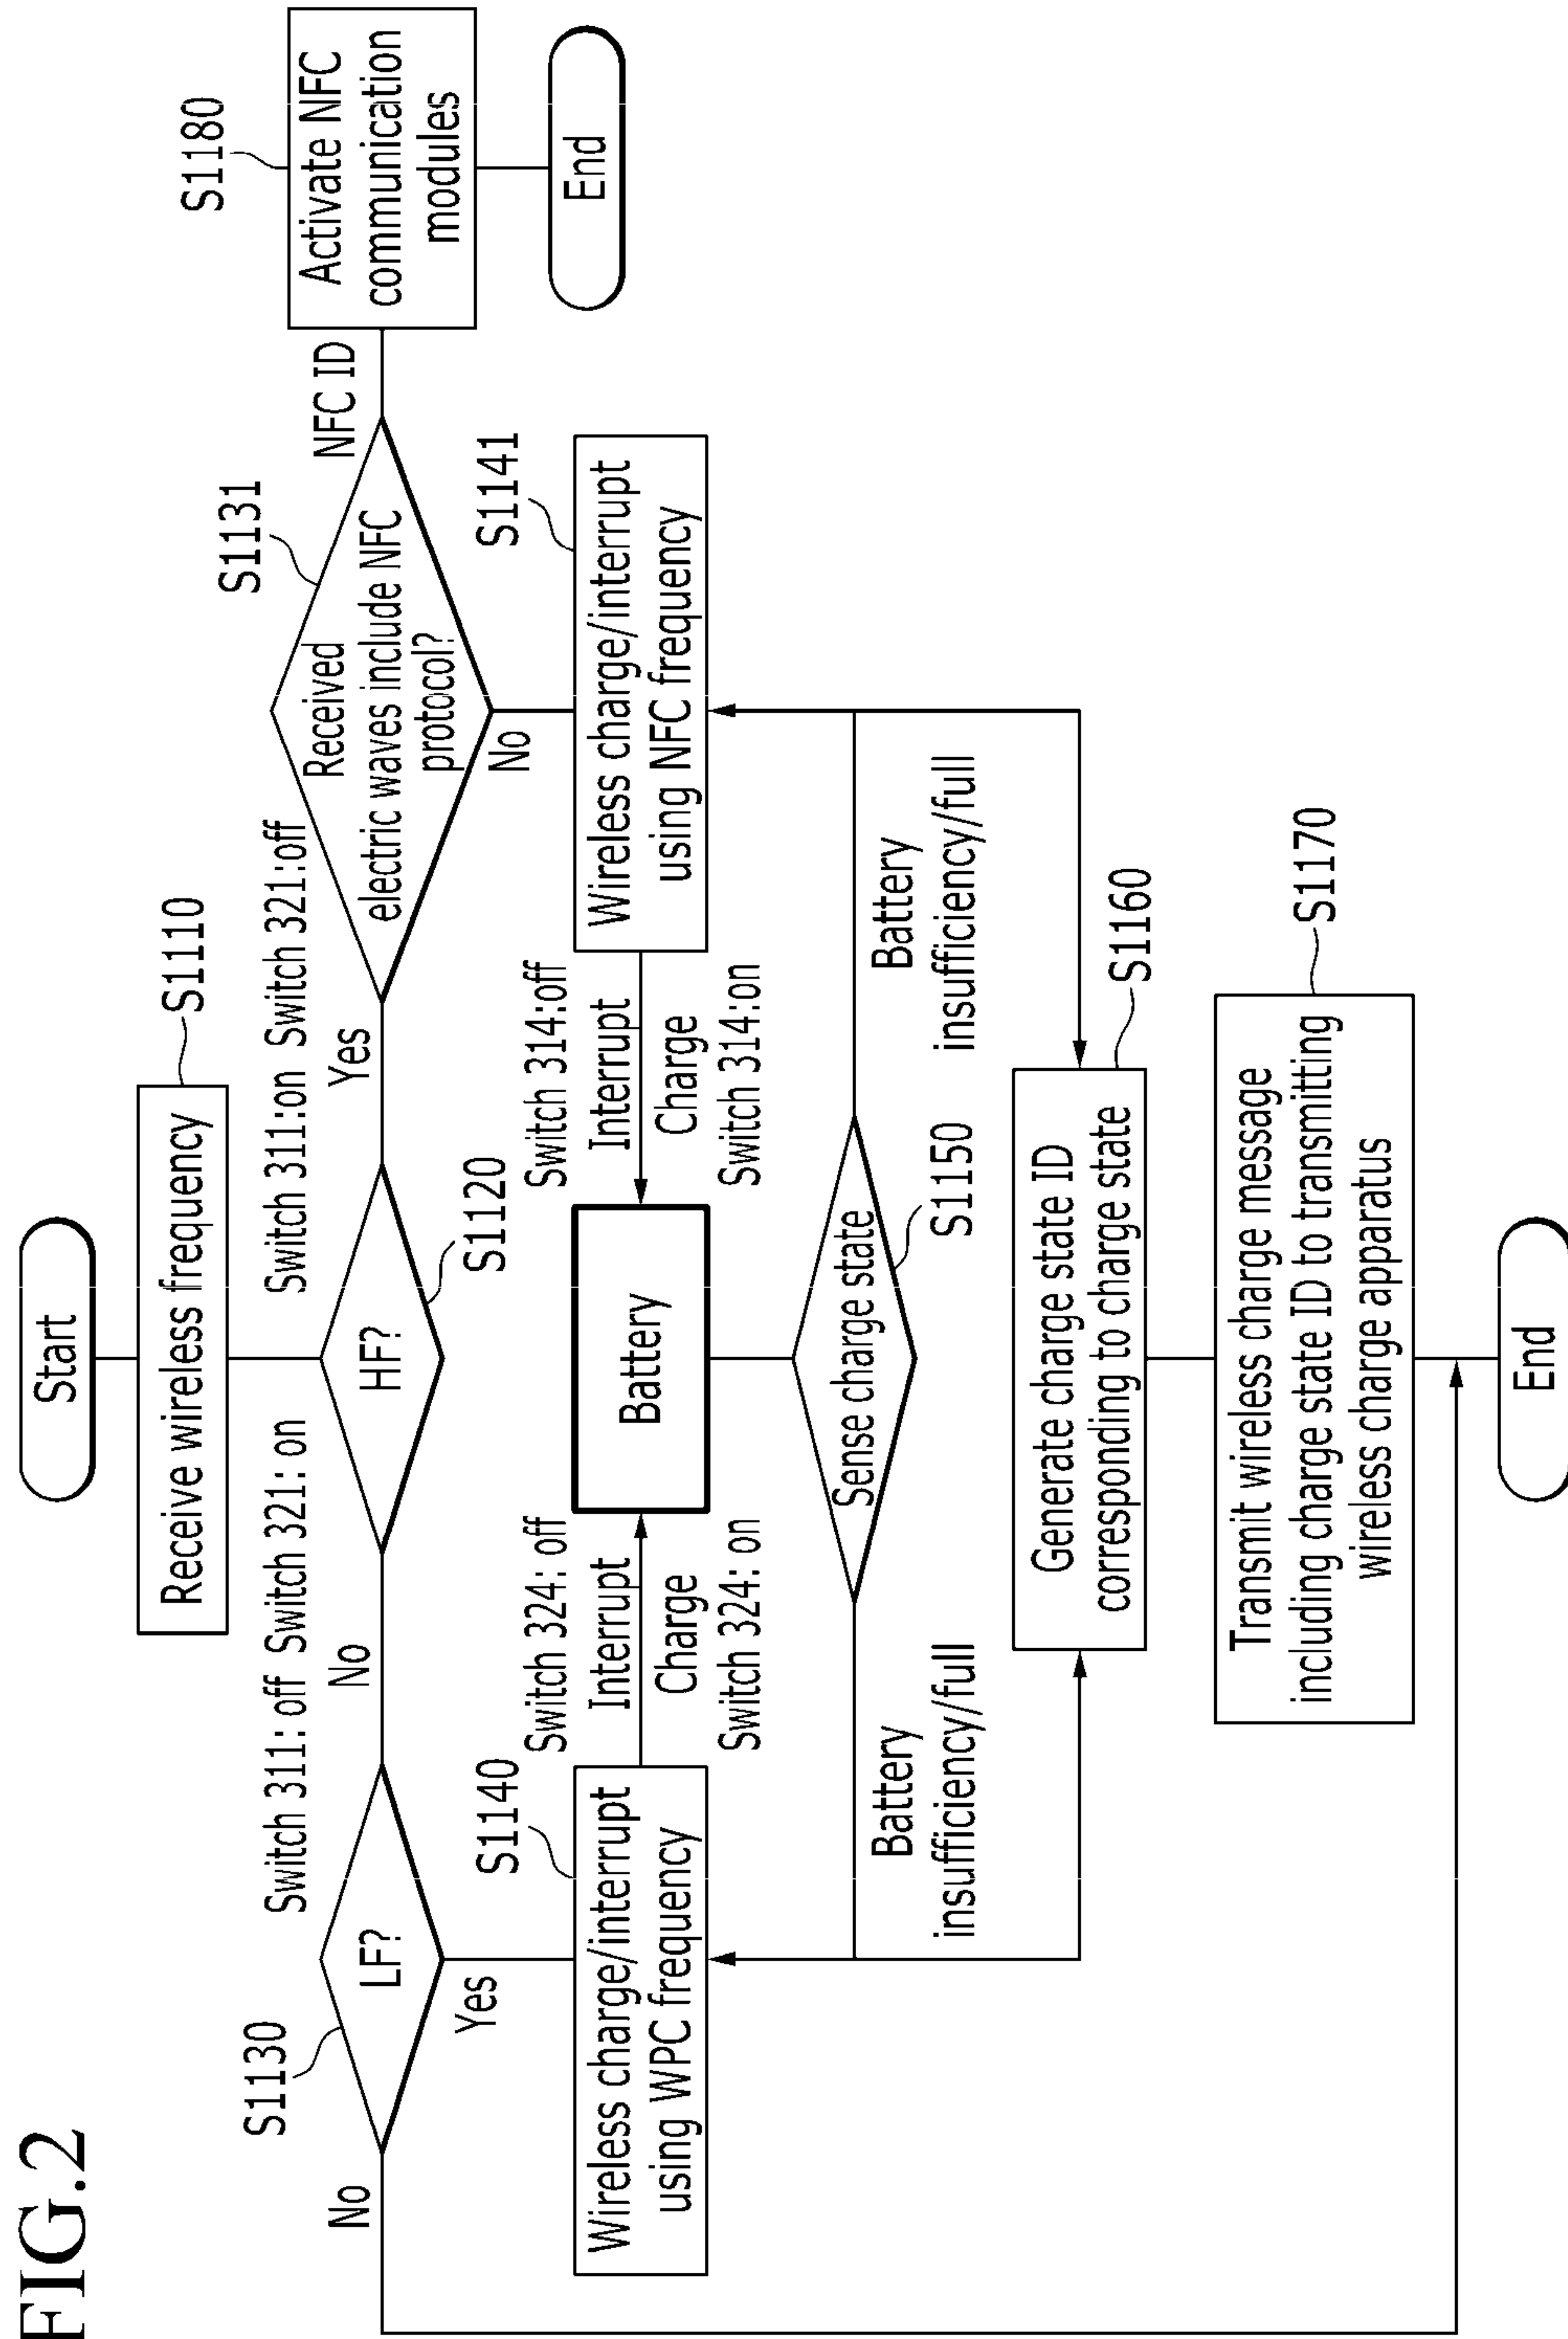 FIG.2
Start
S1110
Receive wireless frequency
Switch 311: off Switch 321: on
Switch 311:on Switch 321:off
S1130
LF?
No
No
HF?
S1120
Yes
S1131
Received
electric waves include NFC
protocol?
NFC ID
S1180
Activate NFC
communication
modules
End
Yes
No
S1140
Wireless charge/interrupt
using WPC frequency
Switch 324: off
Interrupt
Charge
Switch 324: on
Battery
Switch 314:off
Interrupt
Charge
Switch 314:on
S1141
Wireless charge/interrupt
using NFC frequency
Sense charge state
S1150
Battery
insufficiency/full
Battery
insufficiency/full
Generate charge state ID
corresponding to charge state
S1160
Transmit wireless charge message
including charge state ID to transmitting
wireless charge apparatus
S1170
End